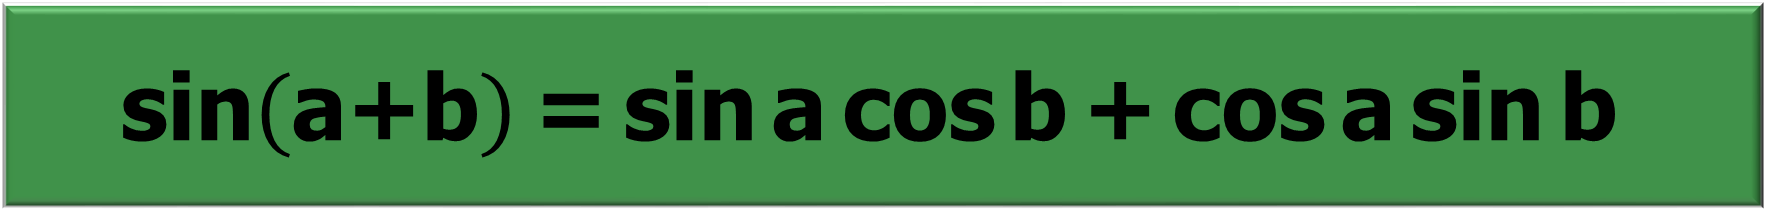 sin(a+b) = sin a cos b + cos a sin b